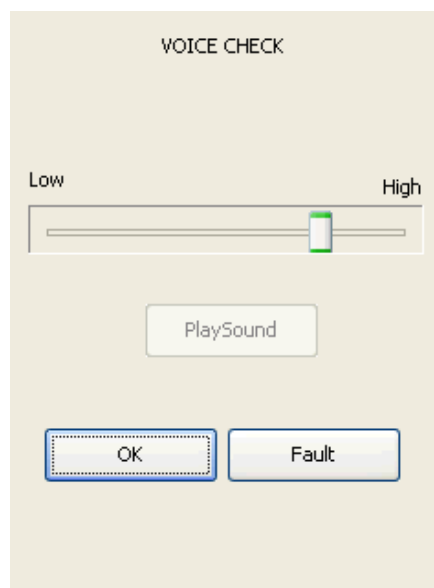 VOICE CHECK
Low
High
PlaySound
OK
Fault